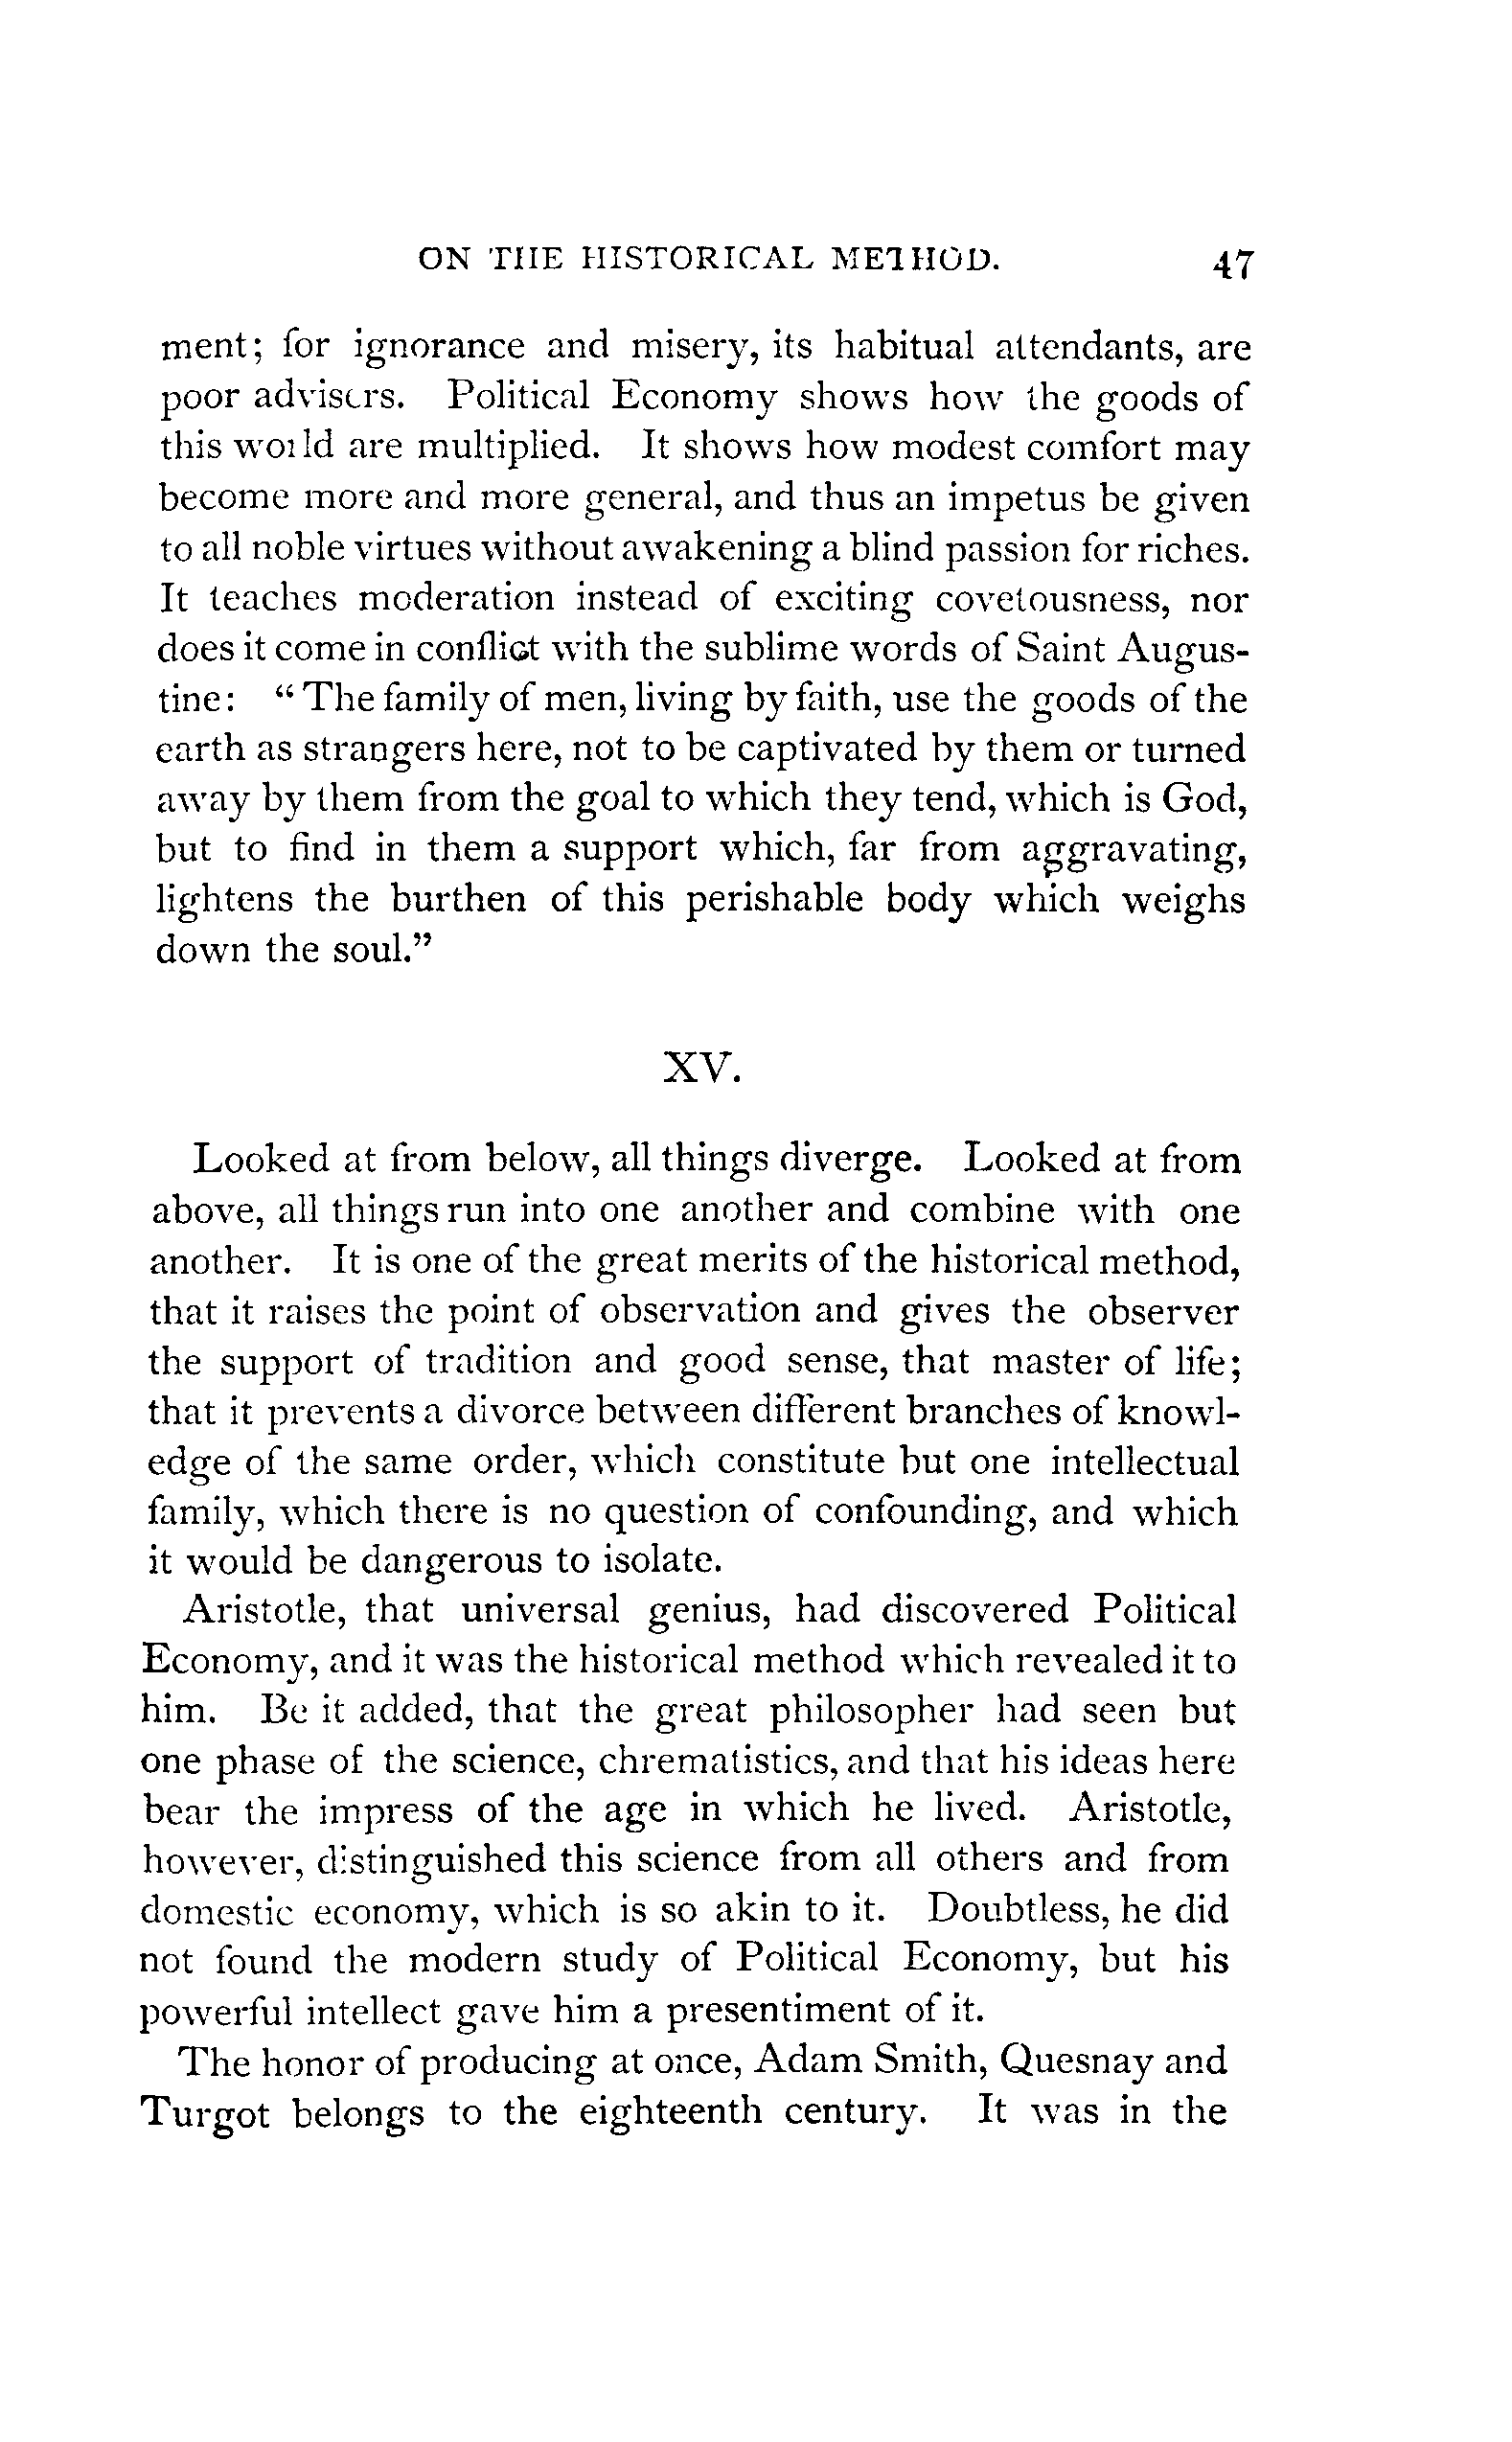 ON THE HISTORICAL METHOD. 47
ment; for ignorance and misery, its habitual attendants, are
poor advisers. Political Economy shows how the goods of
this world are multiplied. It shows how modest comfort may
become more and more general, and thus an impetus be given
to all noble virtues without awakening a blind passion for riches.
It teaches moderation instead of exciting covetousness, nor
does it come in conflict with the sublime words of Saint Augus-
tine: "The family of men, living by faith, use the goods of the
earth as strangers here, not to be captivated by them or turned
away by them from the goal to which they tend, which is God,
but to find in them a support which, far from aggravating,
lightens the burthen of this perishable body which weighs
down the soul."
XV.
Looked at from below, all things diverge. Looked at from
above, all things run into one another and combine with one
another. It is one of the great merits of the historical method,
that it raises the point of observation and gives the observer
the support of tradition and good sense, that master of life;
that it prevents a divorce between different branches of knowl-
edge of the same order, which constitute but one intellectual
family, which there is no question of confounding, and which
it would be dangerous to isolate.
Aristotle, that universal genius, had discovered Political
Economy, and it was the historical method which revealed it to
him. Be it added, that the great philosopher had seen but
one phase of the science, chrematistics, and that his ideas here
bear the impress of the age in which he lived. Aristotle,
however, distinguished this science from all others and from
domestic economy, which is so akin to it. Doubtless, he did
not found the modern study of Political Economy, but his
powerful intellect gave him a presentiment of it.
The honor of producing at once, Adam Smith, Quesnay and
Turgot belongs to the eighteenth century. It was in the